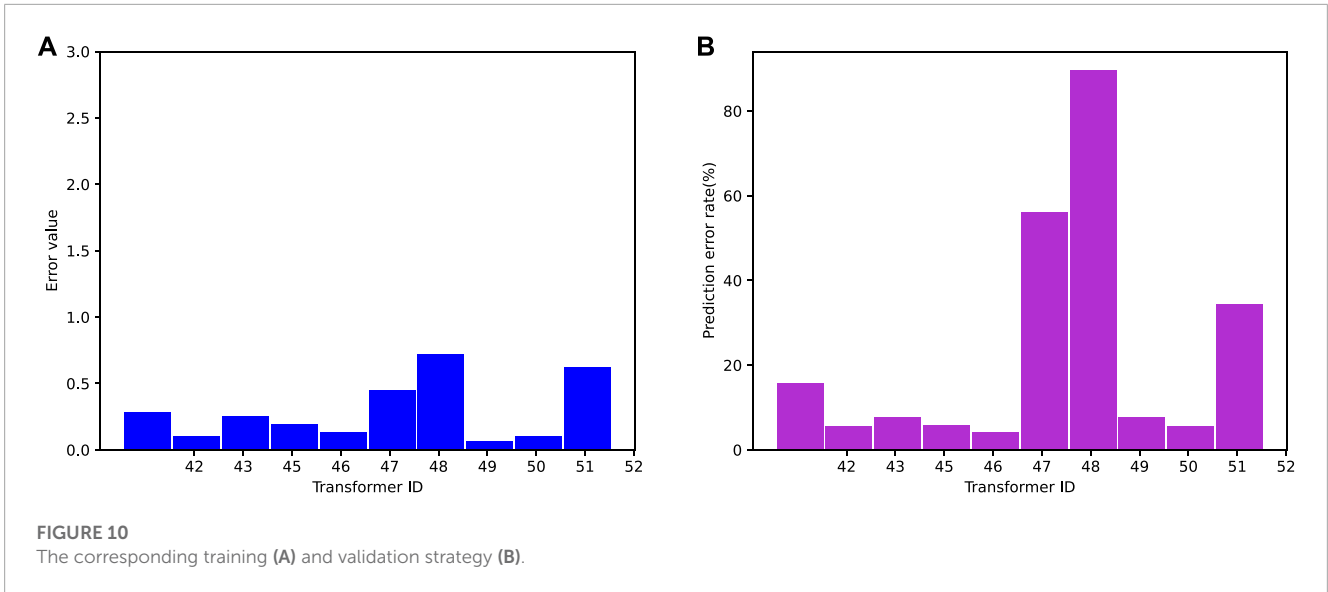 A
3.0
2.5
2.0
1.5
1.0
0.5
0.0
Error value
42 43 45 46 47 48 49 50 51 52
Transformer ID
B
80
60
40
20
0
Prediction error rate(%)
42 43 45 46 47 48 49 50 51 52
Transformer ID
FIGURE 10
The corresponding training (A) and validation strategy (B).